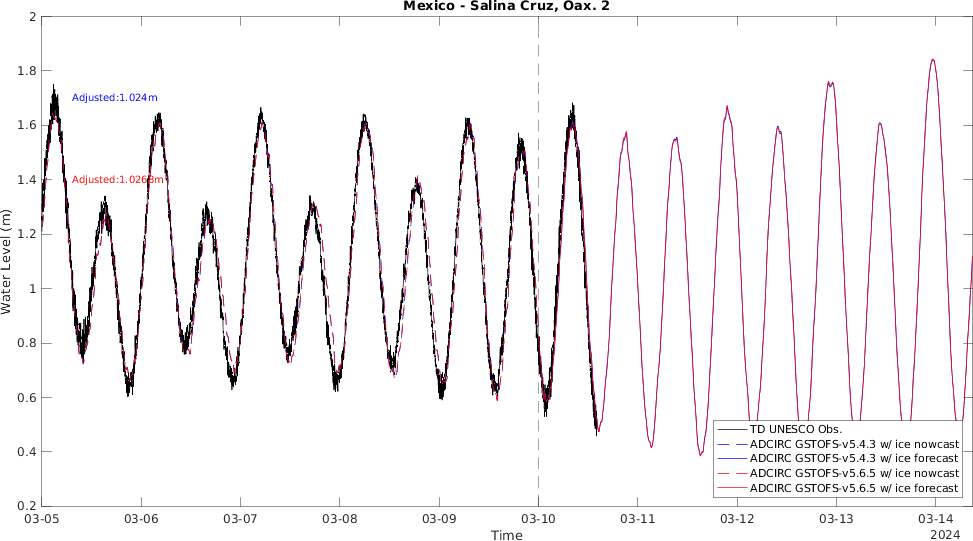 Mexico - Salina Cruz, Oax. 2
2
1.8
1.6
1.4
1.2
1
0.8
0.6
0.4
0.2
Water Level (m)
Adjusted:1.024m
Adjusted:1.0268m
TD UNESCO Obs.
ADCIRC GSTOFS-v5.4.3 w/ ice nowcast
ADCIRC GSTOFS-v5.4.3 w/ ice forecast
ADCIRC GSTOFS-v5.6.5 w/ ice nowcast
ADCIRC GSTOFS-v5.6.5 w/ ice forecast
03-05 03-06 03-07 03-08 03-09 03-10 03-11 03-12 03-13 03-14
Time
2024